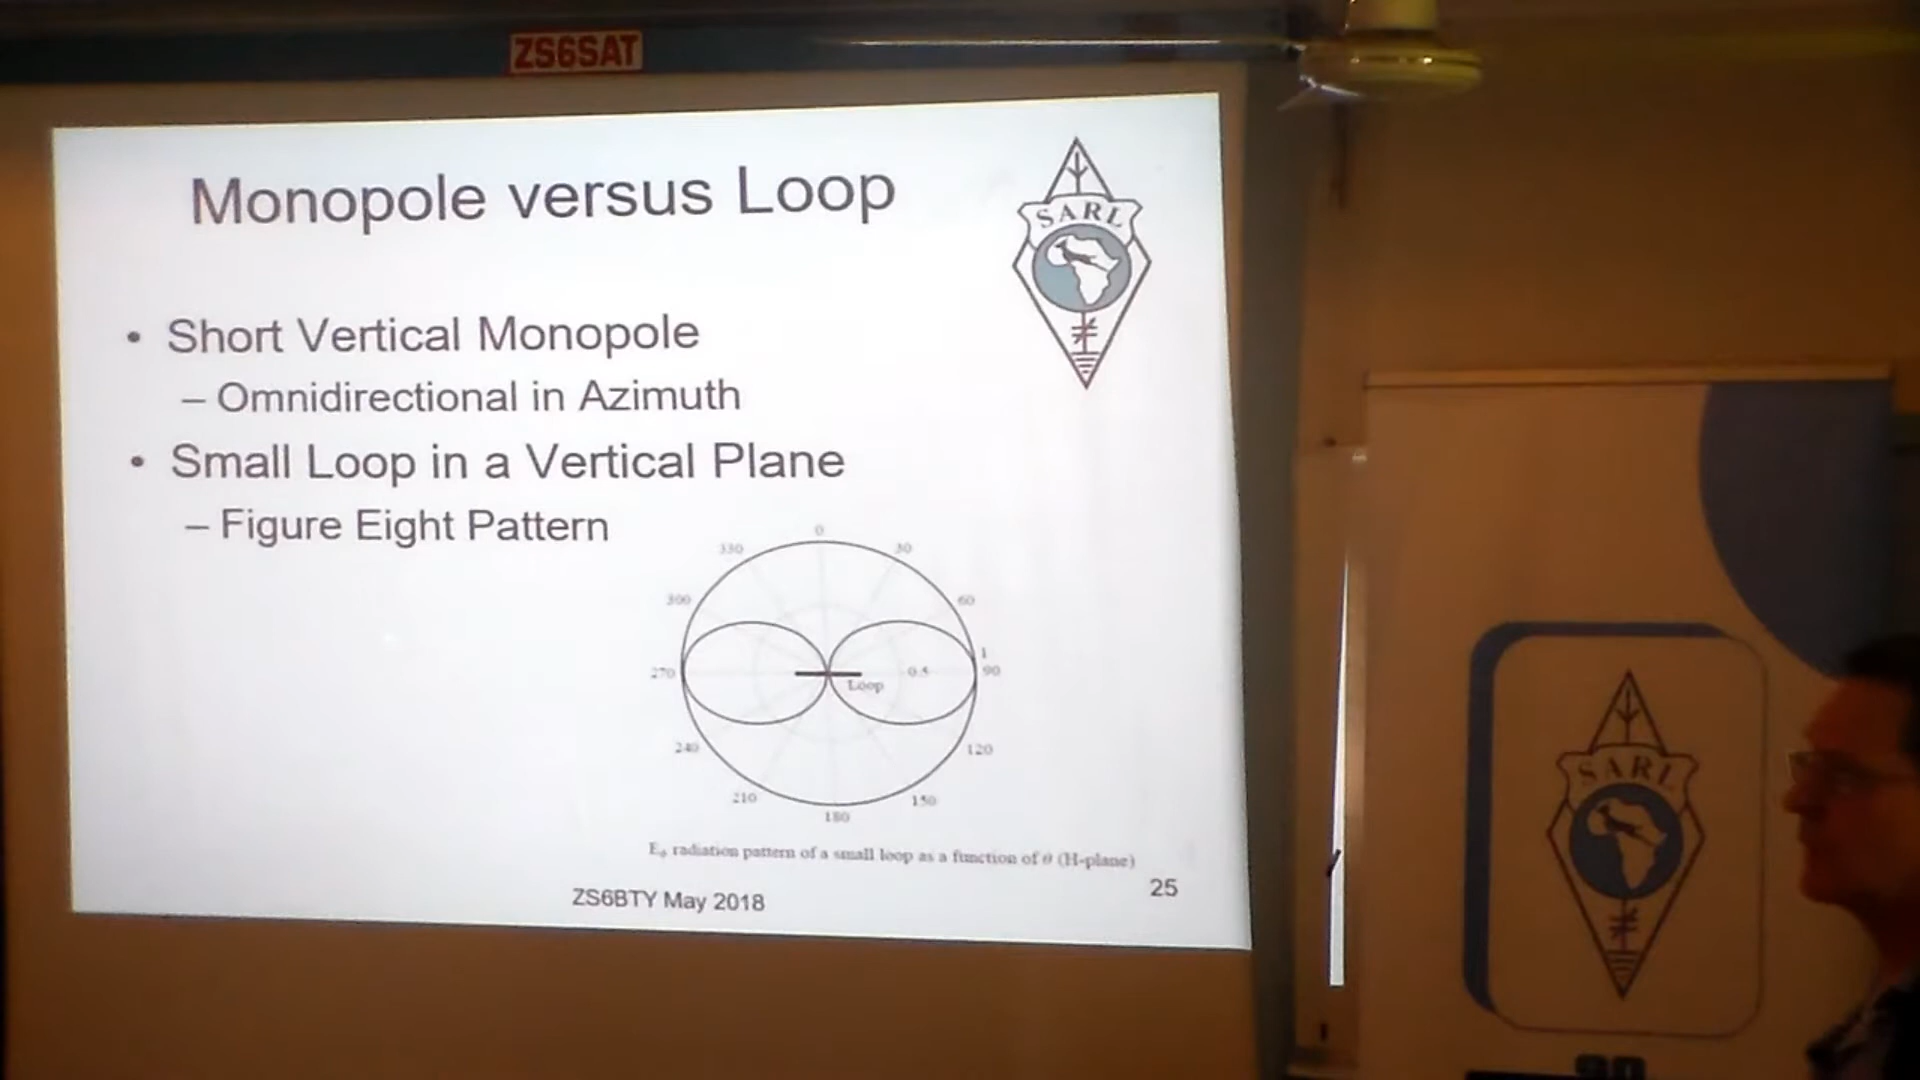 ZS6SAT
Monopole versus Loop
SARL
• Short Vertical Monopole
– Omnidirectional in Azimuth
• Small Loop in a Vertical Plane
– Figure Eight Pattern
0
330
30
300
60
1
270
0.5
90
Loop
240
120
210
150
180
Eφ radiation pattern of a small loop as a function of θ (H-plane)
ZS6BTY May 2018
25
SARL